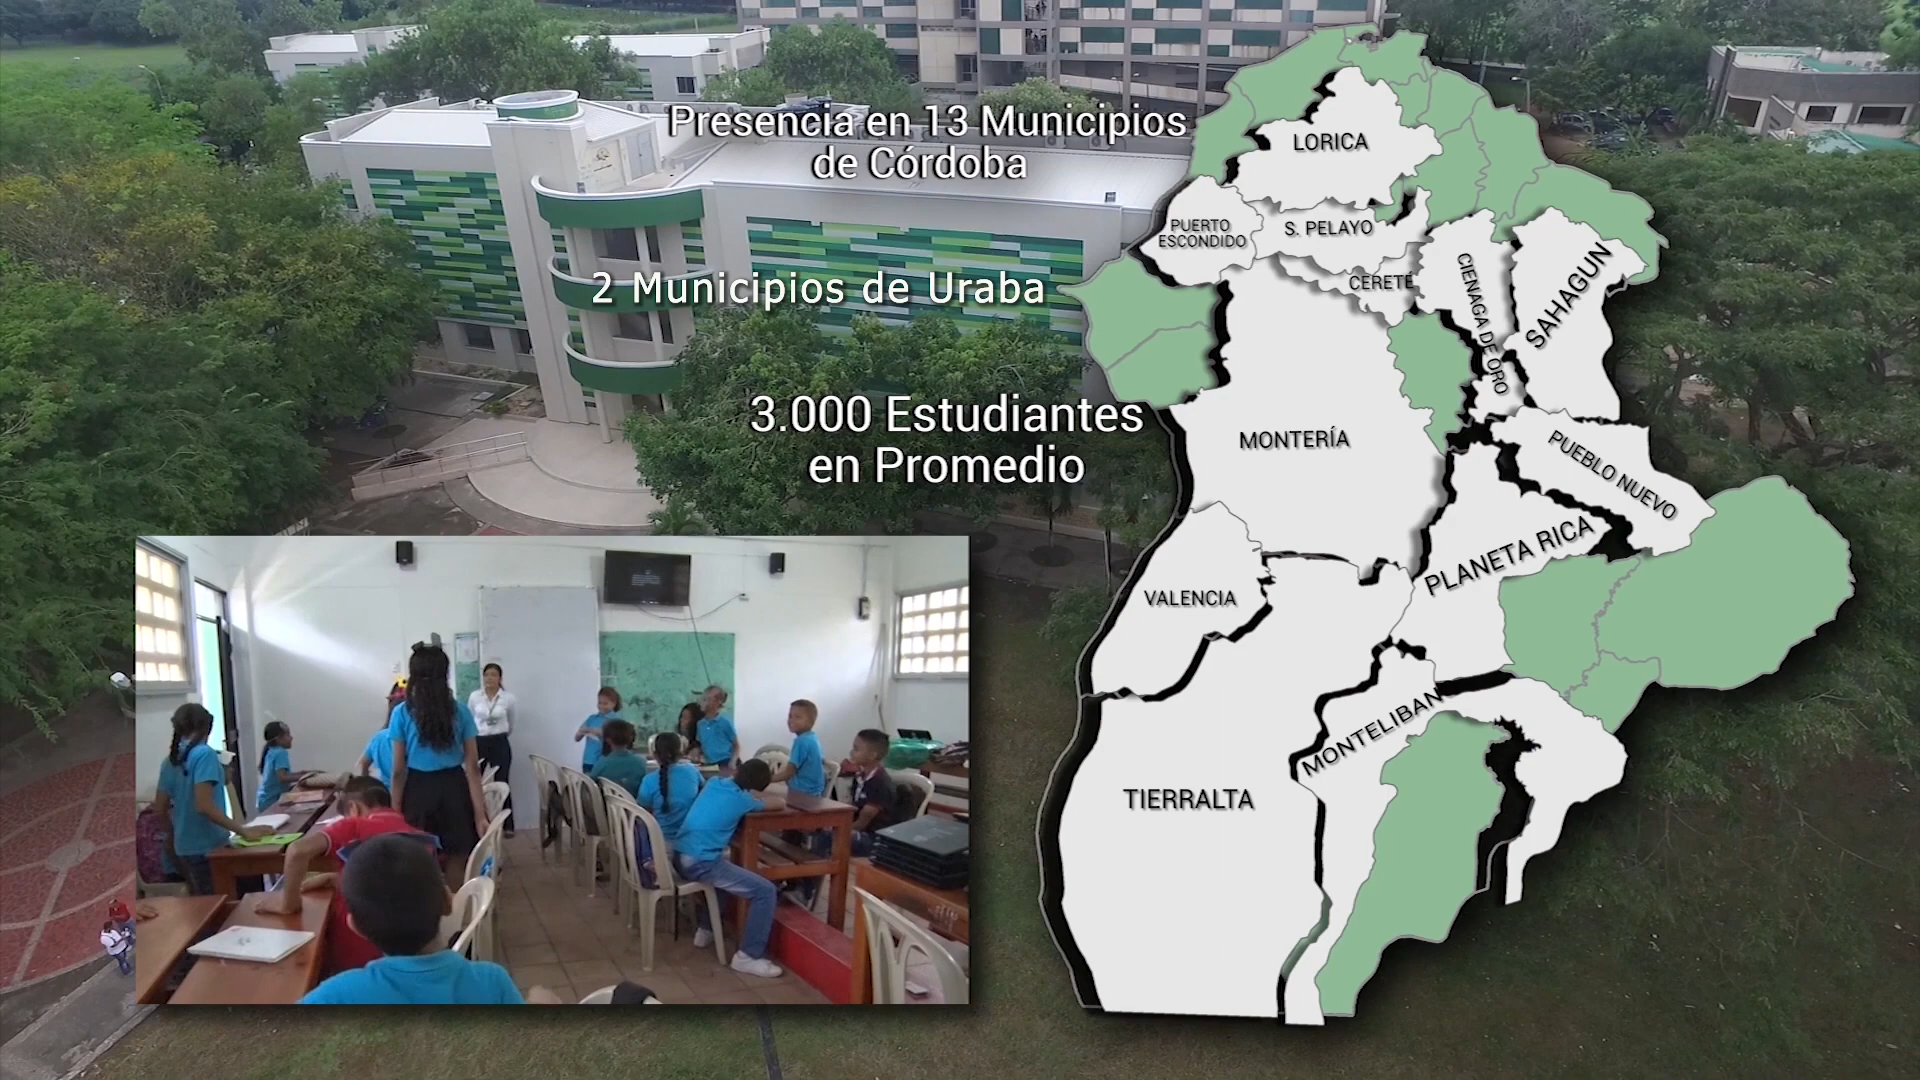 Presencia en 13 Municipios
de Córdoba
2 Municipios de Uraba
3.000 Estudiantes
en Promedio
LORICA
PUERTO
ESCONDIDO
S. PELAYO
CERETÉ
CIENAGA DE ORO
SAHAGUN
MONTERÍA
PUEBLO NUEVO
PLANETA RICA
VALENCIA
MONTELIBAN
TIERRALTA